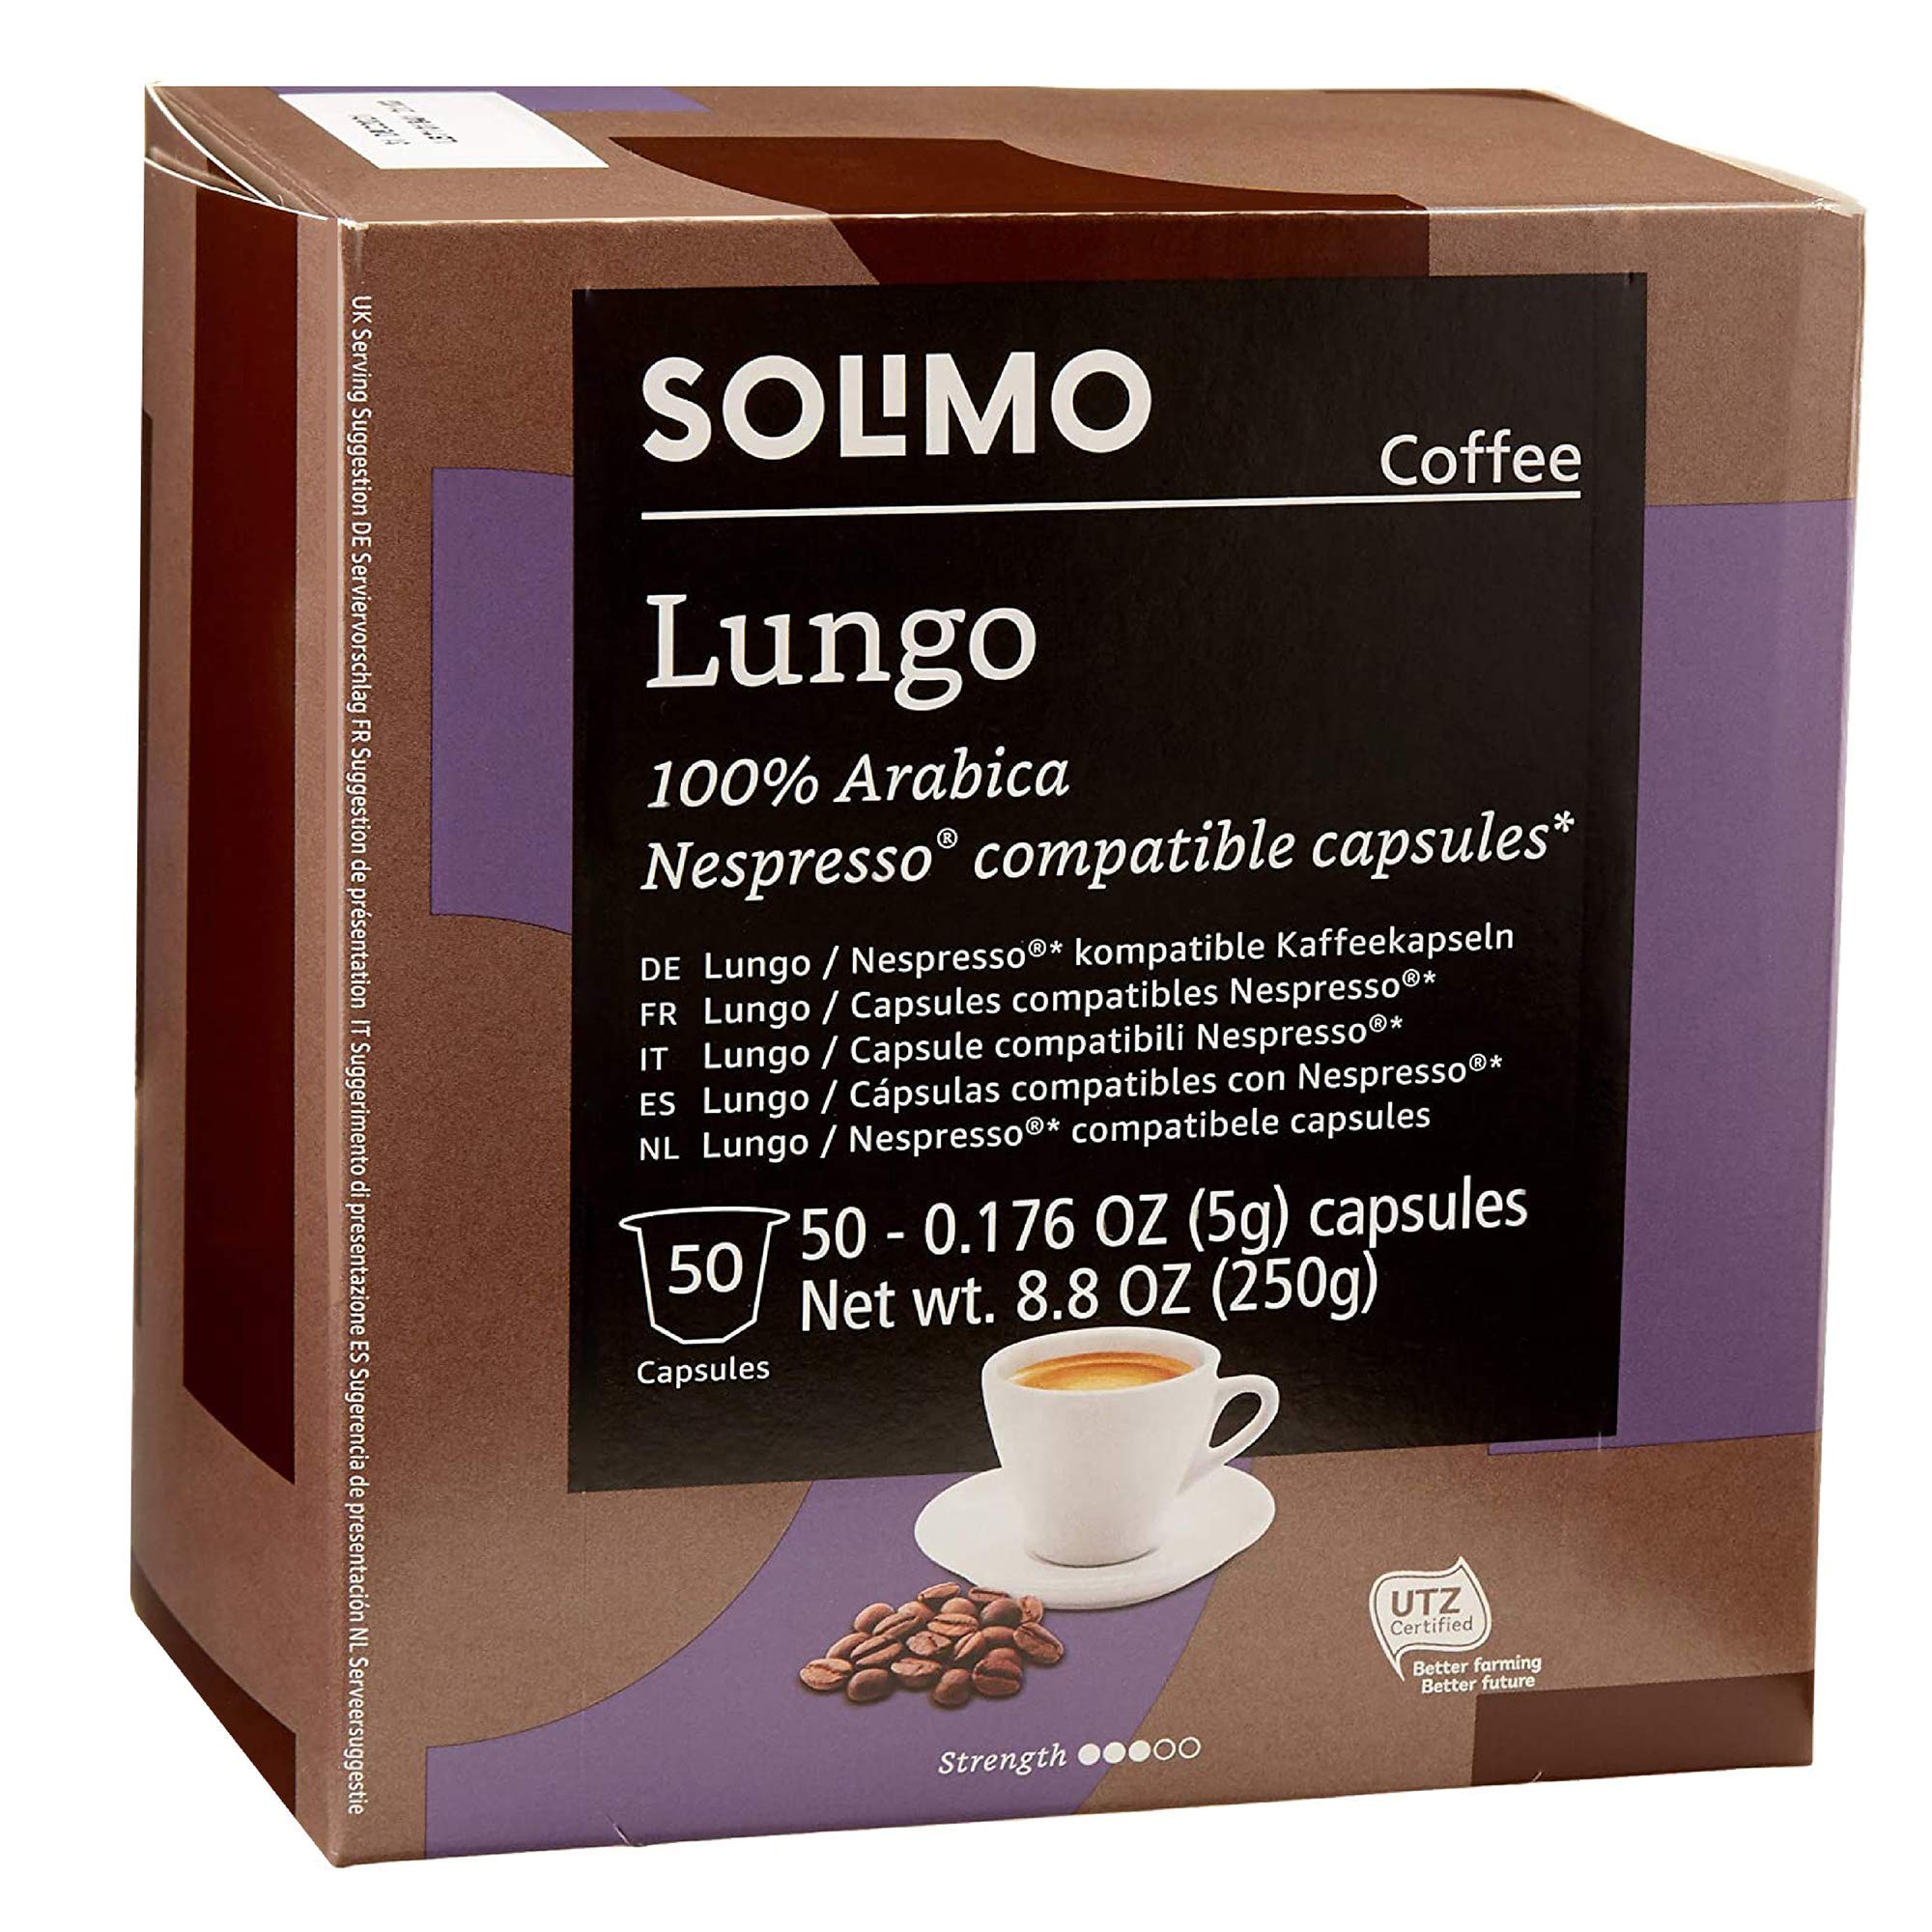 SOLIMO
Coffee
Lungo
100% Arabica
Nespresso® compatible capsules*
DE Lungo / Nespresso®* kompatible Kaffeekapseln
FR Lungo / Capsules compatibles Nespresso®*
IT Lungo / Capsule compatibili Nespresso®*
ES Lungo / Cápsulas compatibles con Nespresso®*
NL Lungo / Nespresso®* compatibele capsules
50
Capsules
50 - 0.176 OZ (5g) capsules
Net wt. 8.8 OZ (250g)
UTZ
Certified
Better farming
Better future
Strength
UK Serving Suggestion DE Serviervorschlag FR Suggestion de présentation IT Suggerimento di presentazione ES Sugerencia de presentación NL Serveersuggestie